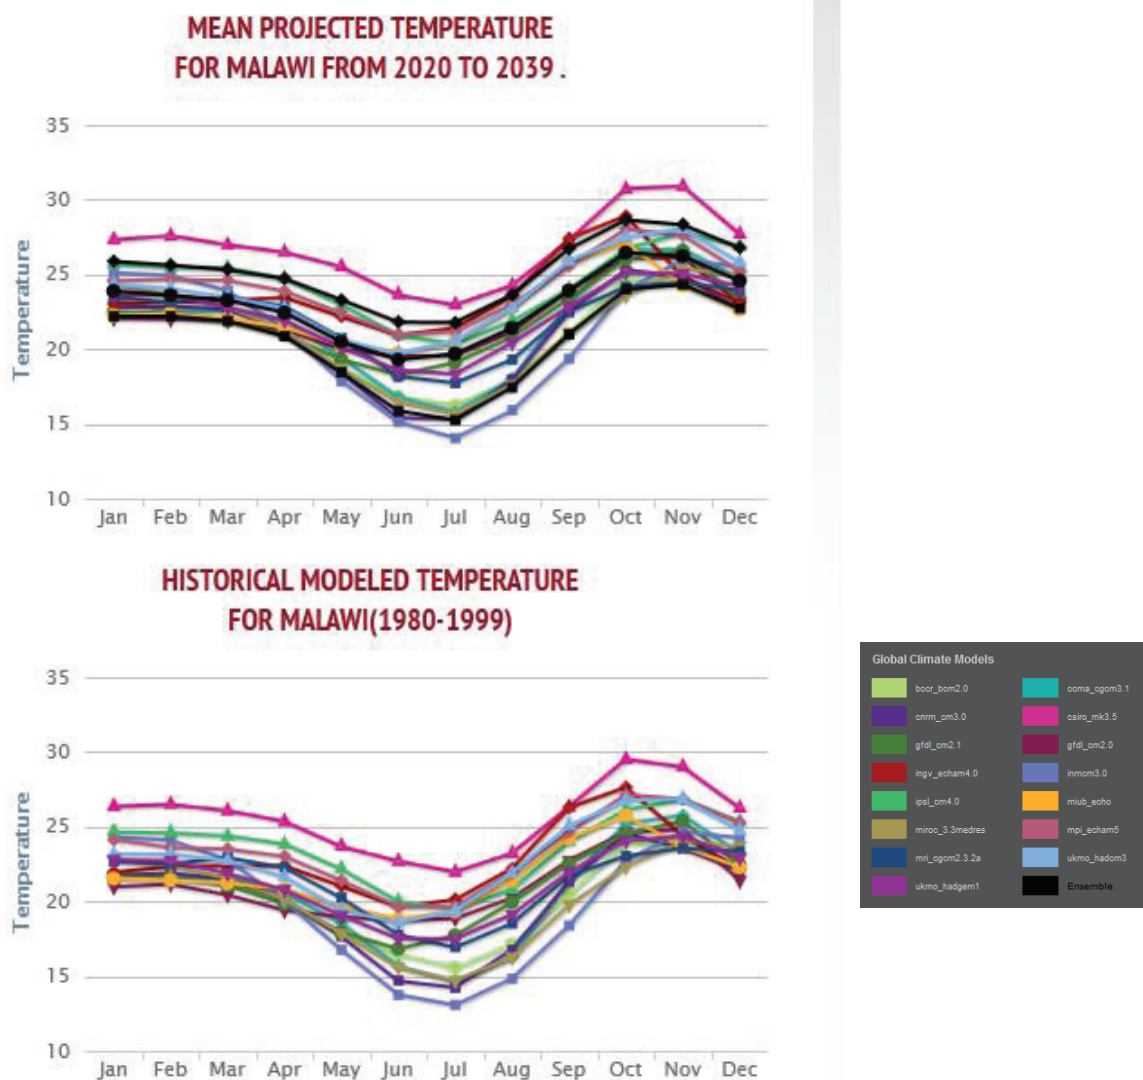 MEAN PROJECTED TEMPERATURE
FOR MALAWI FROM 2020 TO 2039 .
35
30
25
20
15
10
Temperature
Jan Feb Mar Apr May Jun Jul Aug Sep Oct Nov Dec
HISTORICAL MODELED TEMPERATURE
FOR MALAWI(1980-1999)
35
30
25
20
15
10
Temperature
Jan Feb Mar Apr May Jun Jul Aug Sep Oct Nov Dec
Global Climate Models
bccr_bcm2.0 ccma_cgcm3.1
cnrm_cm3.0 csiro_mk3.5
gfdl_cm2.1 gfdl_cm2.0
ingv_echam4.0 inmcm3.0
ipsl_cm4.0 miub_echo
miroc_3.3medres mpi_echam5
mri_cgcm2.3.2a ukmo_hadcm3
ukmo_hadgem1 Ensemble